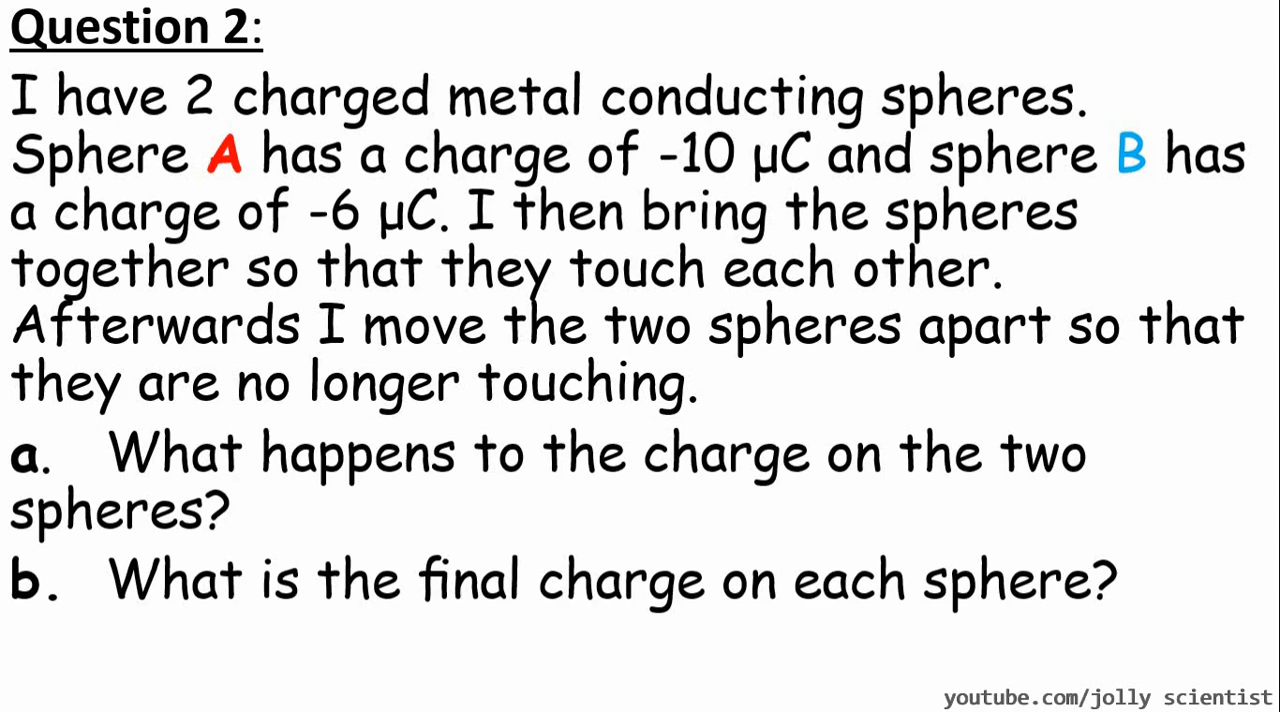 Question 2:
I have 2 charged metal conducting spheres.
Sphere A has a charge of -10 µC and sphere B has
a charge of -6 µC. I then bring the spheres
together so that they touch each other.
Afterwards I move the two spheres apart so that
they are no longer touching.
a. What happens to the charge on the two
spheres?
b. What is the final charge on each sphere?
youtube.com/jolly scientist